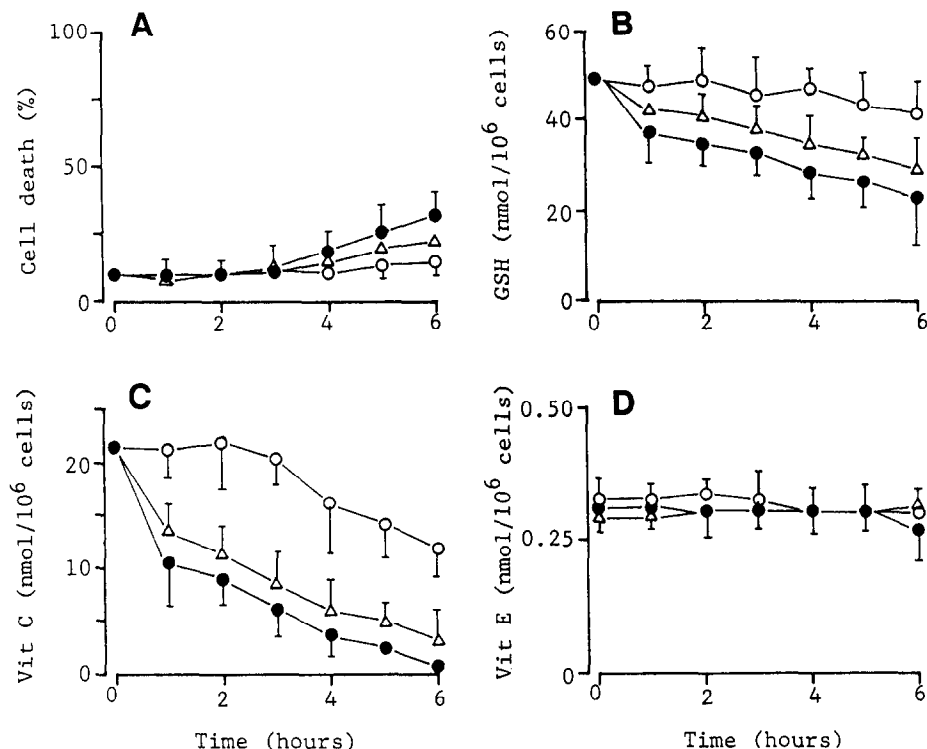 A
Cell death (%)
100
50
0
0 2 4 6
B
GSH (nmol/10⁶ cells)
60
40
20
0
0 2 4 6
C
Vit C (nmol/10⁶ cells)
20
10
0
0 2 4 6
Time (hours)
D
Vit E (nmol/10⁶ cells)
0.50
0.25
0
0 2 4 6
Time (hours)